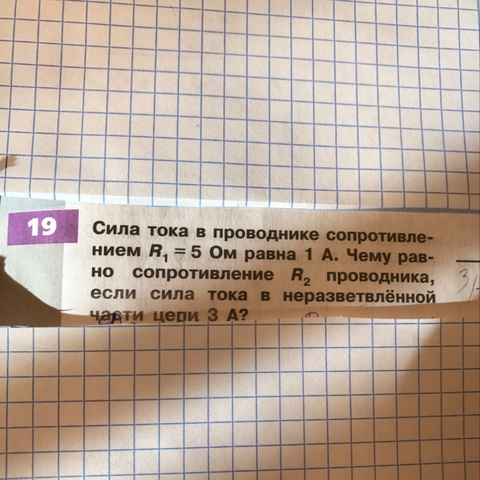 19
Сила тока в проводнике сопротивле-
нием R₁ = 5 Ом равна 1 А. Чему рав-
но сопротивление R₂ проводника,
если сила тока в неразветвлённой
части цепи 3 А?